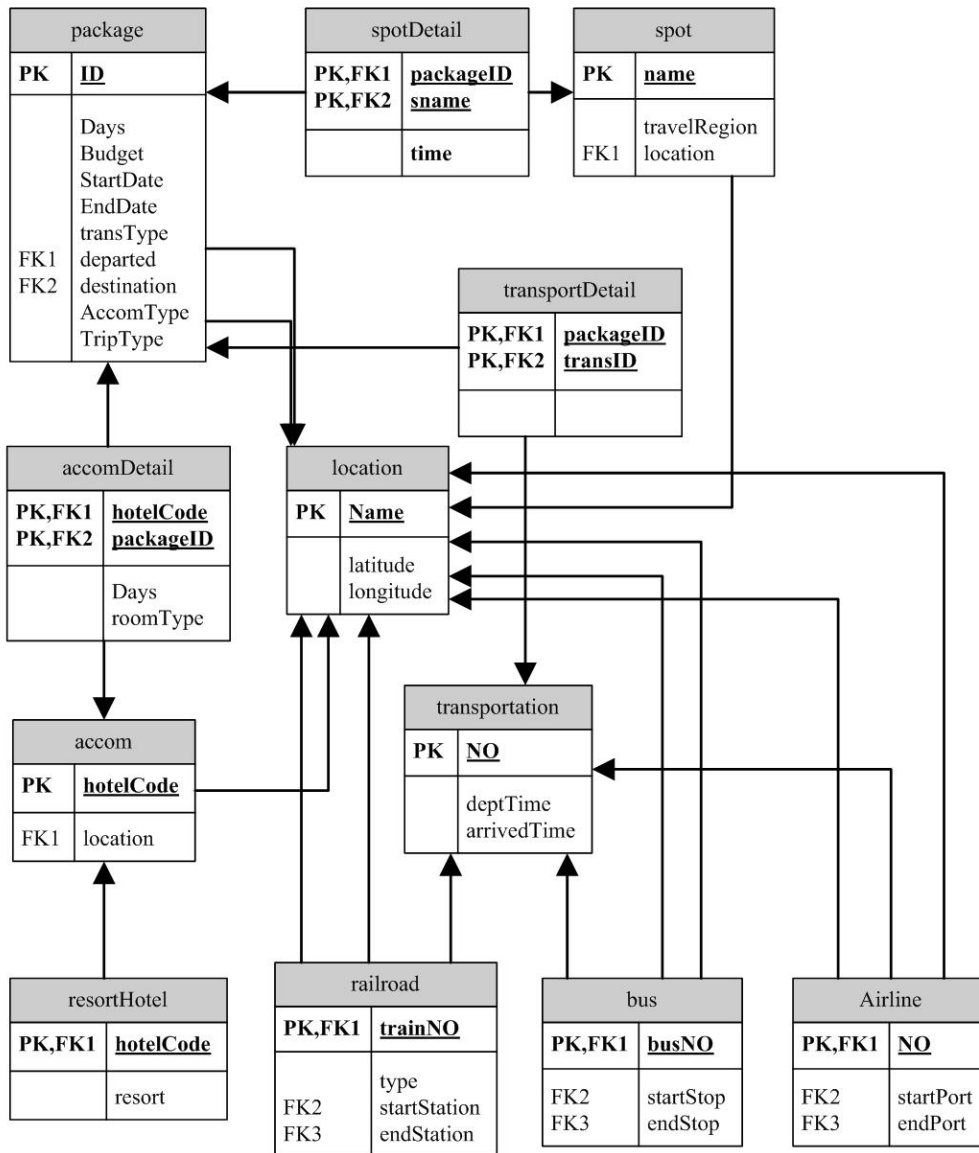 package
PK ID
Days
Budget
StartDate
EndDate
transType
FK1 departed
FK2 destination
AccomType
TripType
spotDetail
PK,FK1 packageID
PK,FK2 sname
time
spot
PK name
travelRegion
FK1 location
transportDetail
PK,FK1 packageID
PK,FK2 transID
accomDetail
PK,FK1 hotelCode
PK,FK2 packageID
Days
roomType
location
PK Name
latitude
longitude
transportation
PK NO
deptTime
arrivedTime
accom
PK hotelCode
FK1 location
resortHotel
PK,FK1 hotelCode
resort
railroad
PK,FK1 trainNO
type
FK2 startStation
FK3 endStation
bus
PK,FK1 busNO
FK2 startStop
FK3 endStop
Airline
PK,FK1 NO
FK2 startPort
FK3 endPort